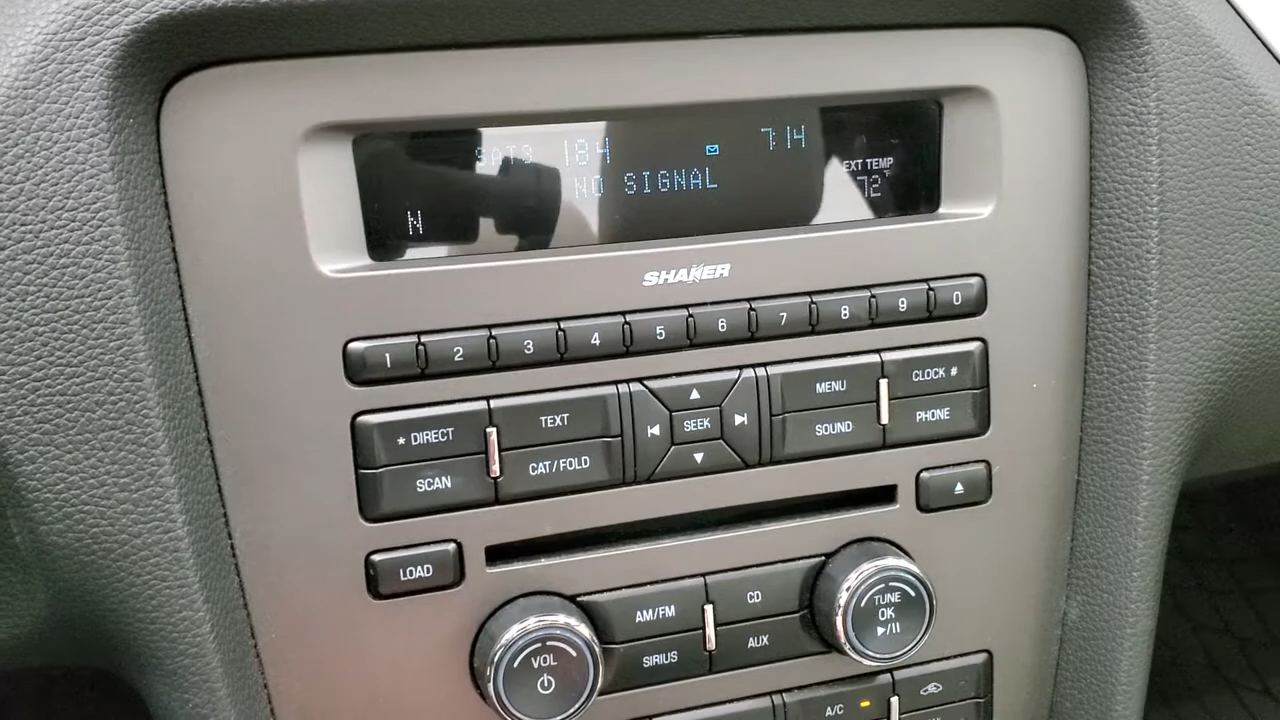 SAT3 184 7:14
NO SIGNAL
EXT TEMP
72°F
N
SHAKER
1 2 3 4 5 6 7 8 9 0
* DIRECT TEXT SEEK MENU CLOCK #
SCAN CAT/FOLD SOUND PHONE
LOAD
AM/FM CD
SIRIUS AUX
VOL
TUNE
OK
A/C